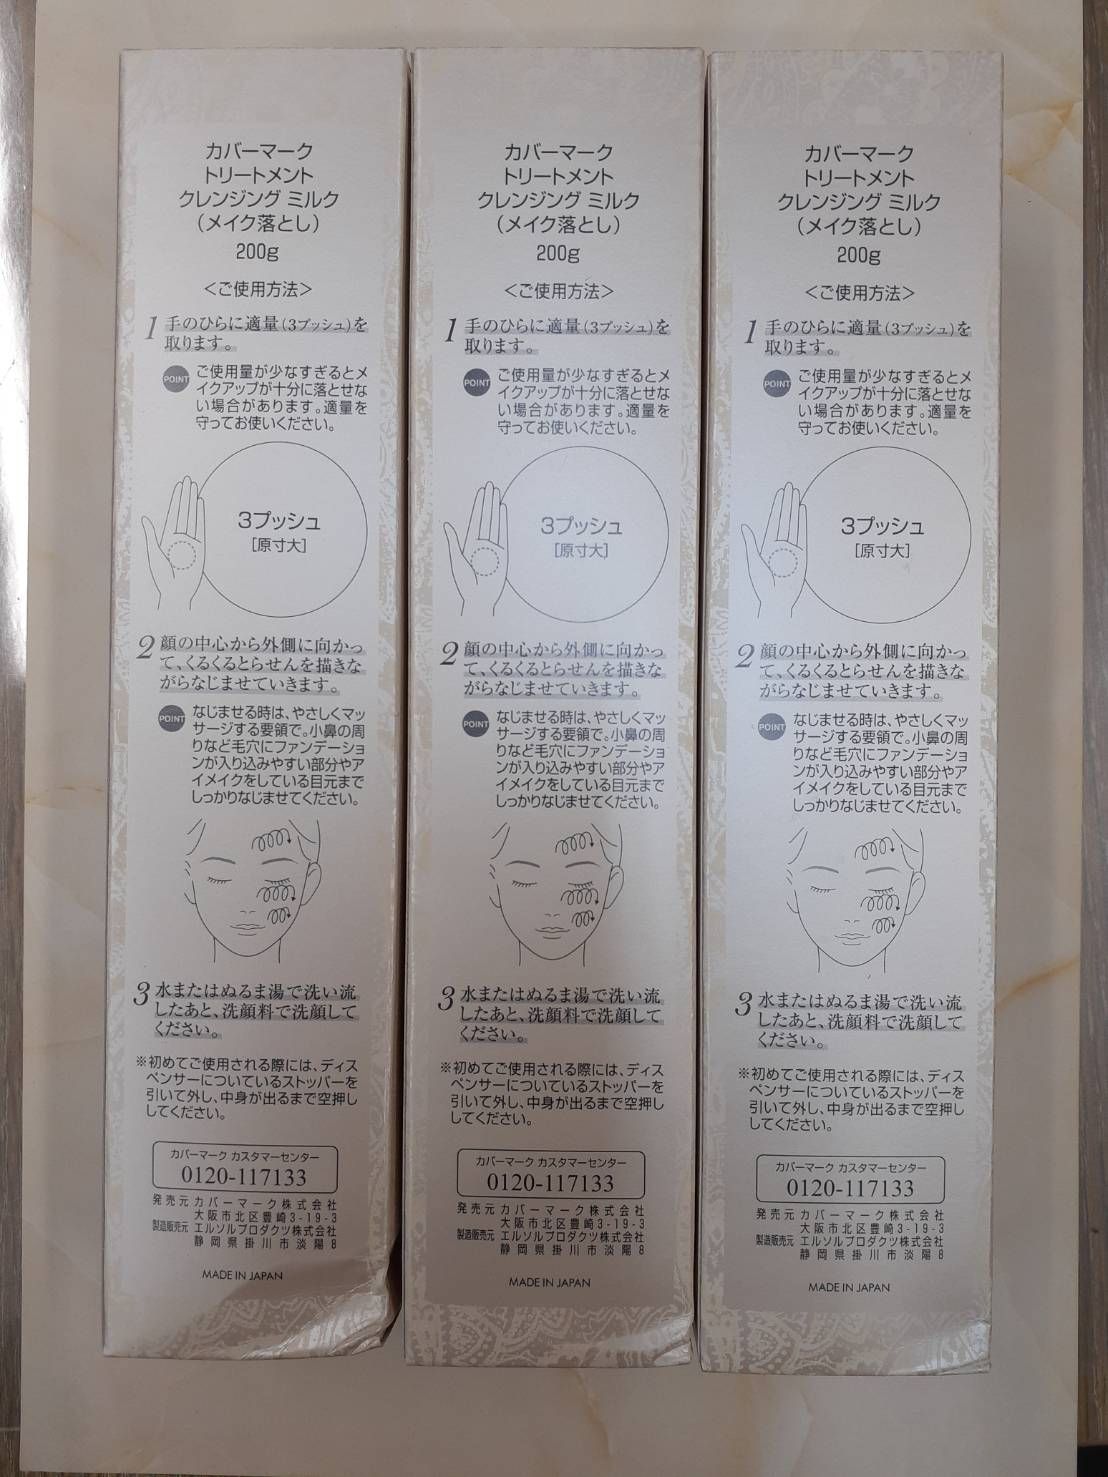 カバーマーク
トリートメント
クレンジング ミルク
(メイク落とし)
200g
<ご使用方法>
1 手のひらに適量(3プッシュ)を
取ります。
POINT ご使用量が少なすぎるとメ
イクアップが十分に落とせな
い場合があります。適量を
守ってお使いください。
3プッシュ
[原寸大]
2 顔の中心から外側に向かっ
て、くるくるとらせんを描きな
がらなじませていきます。
POINT なじませる時は、やさしくマッ
サージする要領で。小鼻の周
りなど毛穴にファンデーショ
ンが入り込みやすい部分やア
イメイクをしている目元まで
しっかりなじませてください。
3 水またはぬるま湯で洗い流
したあと、洗顔料で洗顔して
ください。
※初めてご使用される際には、ディス
ペンサーについているストッパーを
引いて外し、中身が出るまで空押し
してください。
カバーマーク カスタマーセンター
0120-117133
発売元 カバーマーク株式会社
大阪市北区豊崎3-19-3
製造販売元 エルソルプロダクツ株式会社
静岡県掛川市淡陽8
MADE IN JAPAN
カバーマーク
トリートメント
クレンジング ミルク
(メイク落とし)
200g
<ご使用方法>
1 手のひらに適量(3プッシュ)を
取ります。
POINT ご使用量が少なすぎるとメ
イクアップが十分に落とせな
い場合があります。適量を
守ってお使いください。
3プッシュ
[原寸大]
2 顔の中心から外側に向かっ
て、くるくるとらせんを描きな
がらなじませていきます。
POINT なじませる時は、やさしくマッ
サージする要領で。小鼻の周
りなど毛穴にファンデーショ
ンが入り込みやすい部分やア
イメイクをしている目元まで
しっかりなじませてください。
3 水またはぬるま湯で洗い流
したあと、洗顔料で洗顔して
ください。
※初めてご使用される際には、ディス
ペンサーについているストッパーを
引いて外し、中身が出るまで空押し
してください。
カバーマーク カスタマーセンター
0120-117133
発売元 カバーマーク株式会社
大阪市北区豊崎3-19-3
製造販売元 エルソルプロダクツ株式会社
静岡県掛川市淡陽8
MADE IN JAPAN
カバーマーク
トリートメント
クレンジング ミルク
(メイク落とし)
200g
<ご使用方法>
1 手のひらに適量(3プッシュ)を
取ります。
POINT ご使用量が少なすぎるとメ
イクアップが十分に落とせな
い場合があります。適量を
守ってお使いください。
3プッシュ
[原寸大]
2 顔の中心から外側に向かっ
て、くるくるとらせんを描きな
がらなじませていきます。
POINT なじませる時は、やさしくマッ
サージする要領で。小鼻の周
りなど毛穴にファンデーショ
ンが入り込みやすい部分やア
イメイクをしている目元まで
しっかりなじませてください。
3 水またはぬるま湯で洗い流
したあと、洗顔料で洗顔して
ください。
※初めてご使用される際には、ディス
ペンサーについているストッパーを
引いて外し、中身が出るまで空押し
してください。
カバーマーク カスタマーセンター
0120-117133
発売元 カバーマーク株式会社
大阪市北区豊崎3-19-3
製造販売元 エルソルプロダクツ株式会社
静岡県掛川市淡陽8
MADE IN JAPAN